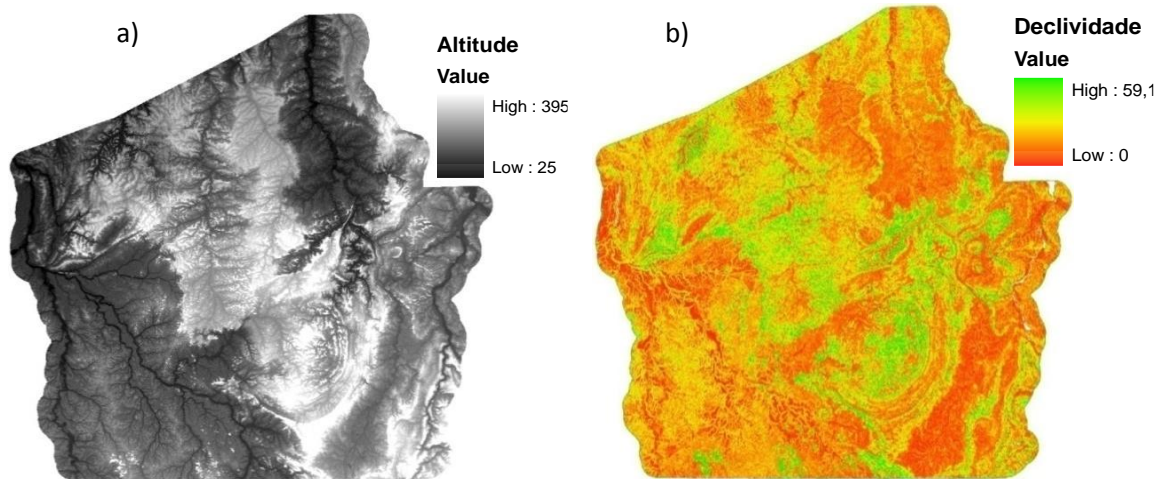 a)
Altitude
Value
High : 395
Low : 25
b)
Declividade
Value
High : 59,1
Low : 0